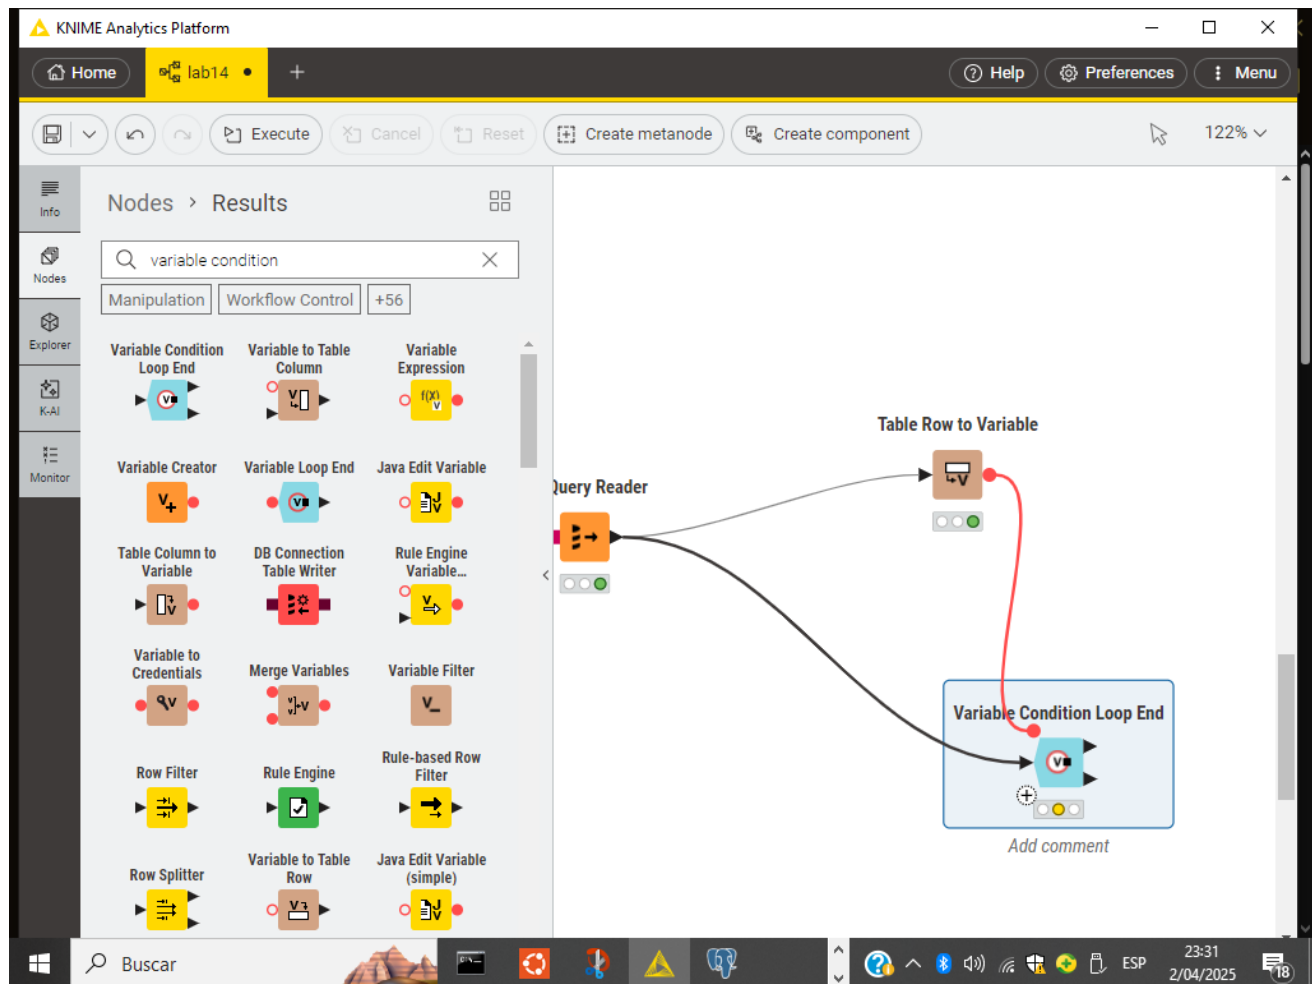 KNIME Analytics Platform
Home
lab14
Help
Preferences
Menu
Execute
Cancel
Reset
Create metanode
Create component
122%
Info
Nodes
Explorer
K-AI
Monitor
Nodes > Results
variable condition
Manipulation
Workflow Control
+56
Variable Condition
Loop End
Variable to Table
Column
Variable
Expression
Variable Creator
Variable Loop End
Java Edit Variable
Table Column to
Variable
DB Connection
Table Writer
Rule Engine
Variable...
Variable to
Credentials
Merge Variables
Variable Filter
Row Filter
Rule Engine
Rule-based Row
Filter
Row Splitter
Variable to Table
Row
Java Edit Variable
(simple)
Query Reader
Table Row to Variable
Variable Condition Loop End
Add comment
Buscar
ESP
23:31
2/04/2025
18